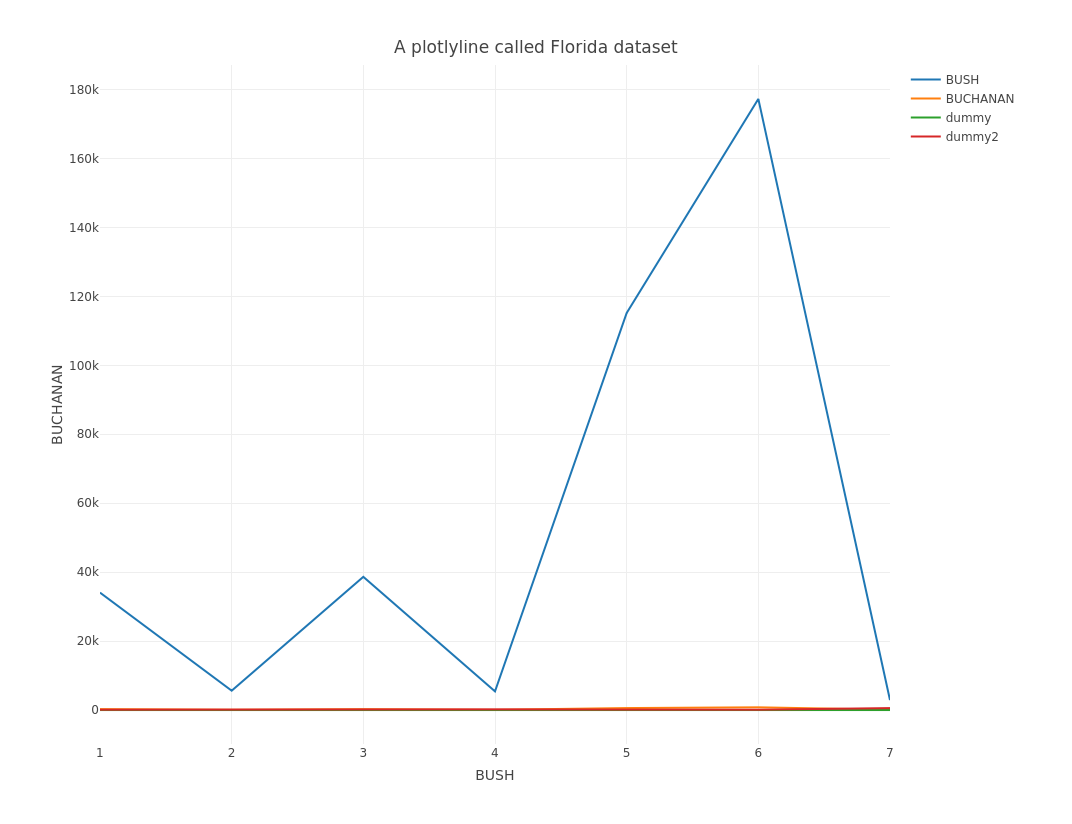 A plotlyline called Florida dataset
BUSH
BUCHANAN
dummy
dummy2
180k
160k
140k
120k
100k
80k
60k
40k
20k
0
BUCHANAN
1 2 3 4 5 6 7
BUSH